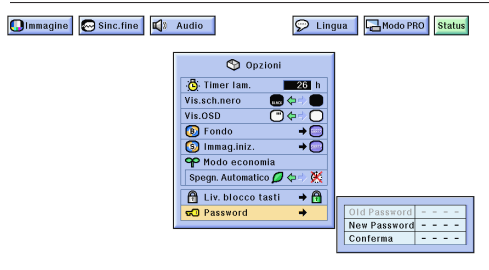 Immagine Sinc.fine Audio Lingua Modo PRO Status
Opzioni
Timer lam. 26 h
Vis.sch.nero
Vis.OSD
Fondo
Immag.iniz.
Modo economia
Spegn. Automatico
Liv. blocco tasti
Password
Old Password - - - -
New Password - - - -
Conferma - - - -